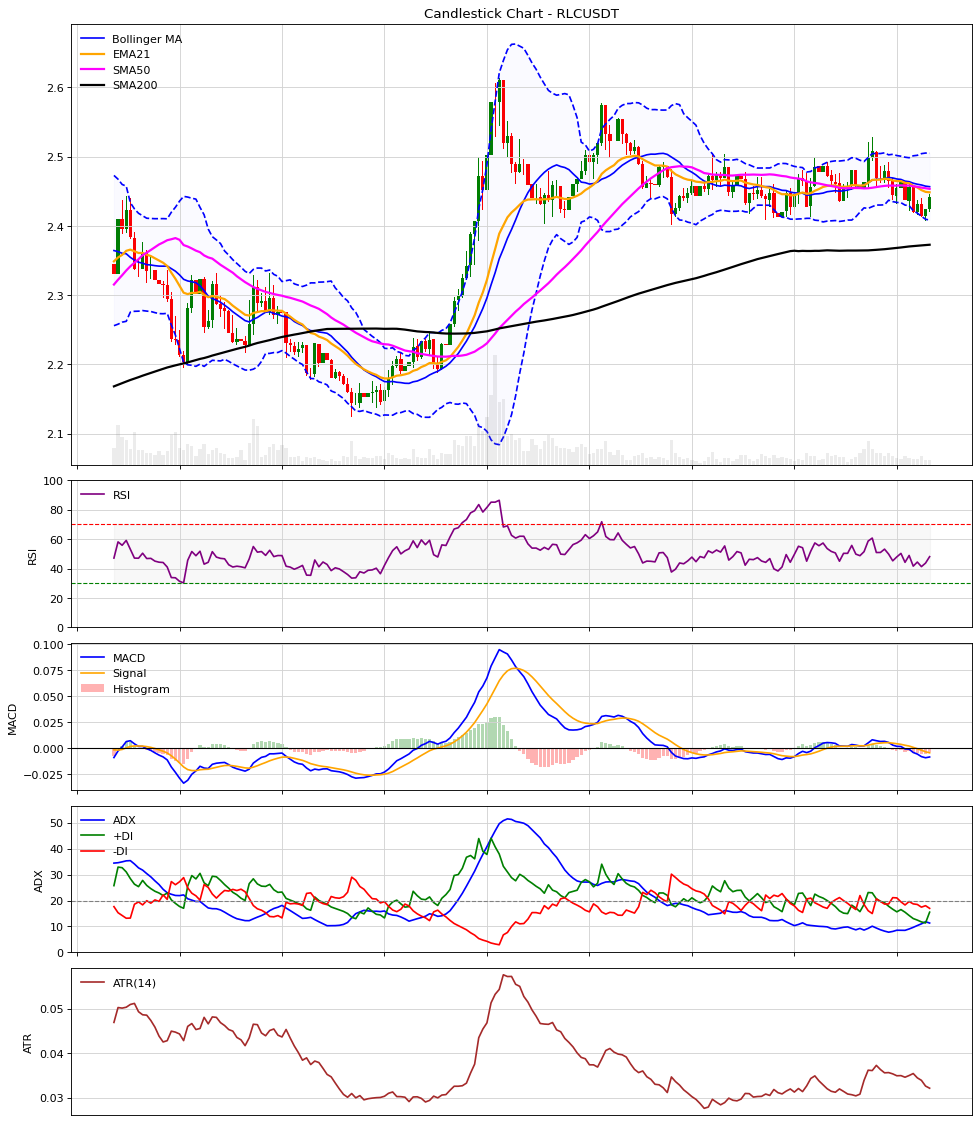 Candlestick Chart - RLCUSDT
Bollinger MA
EMA21
SMA50
SMA200
2.6
2.5
2.4
2.3
2.2
2.1
RSI
RSI
100
80
60
40
20
0
MACD
Signal
Histogram
MACD
0.100
0.075
0.050
0.025
0.000
−0.025
ADX
+DI
-DI
ADX
50
40
30
20
10
0
ATR(14)
ATR
0.05
0.04
0.03